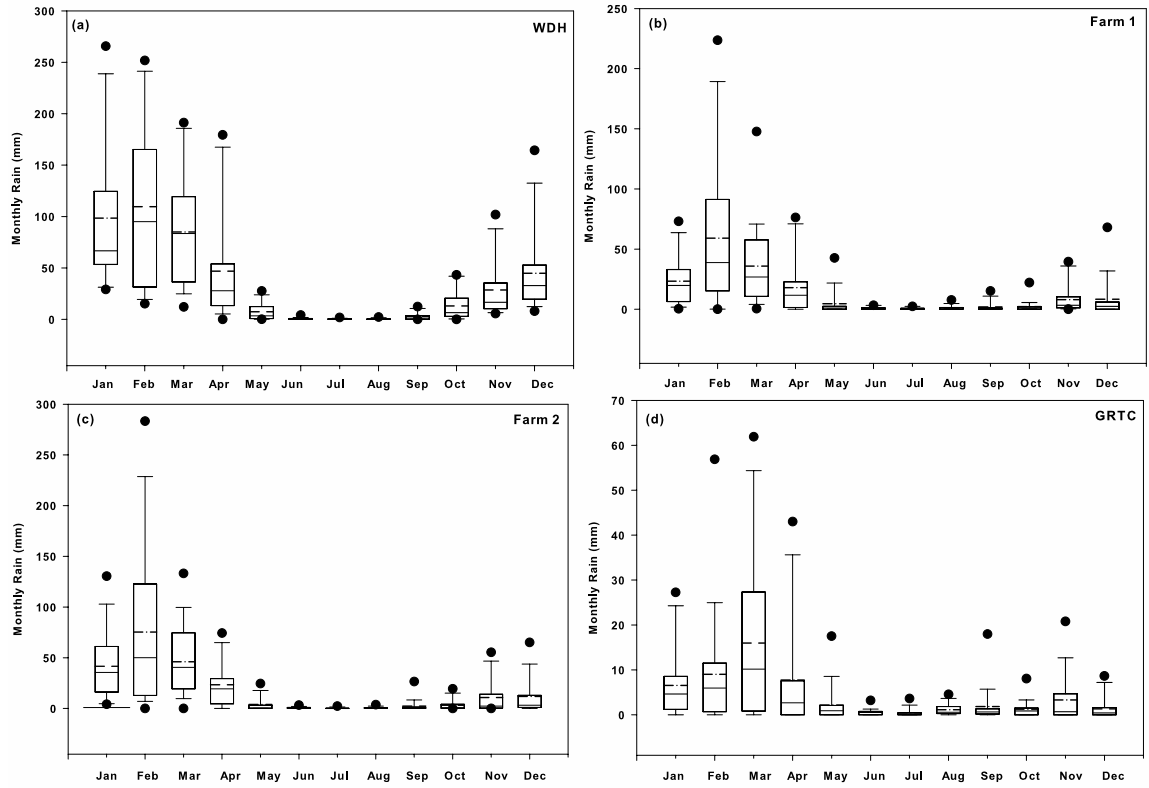 (a) WDH
Monthly Rain (mm)
300
250
200
150
100
50
0
Jan Feb Mar Apr May Jun Jul Aug Sep Oct Nov Dec
(b) Farm 1
Monthly Rain (mm)
250
200
150
100
50
0
Jan Feb Mar Apr May Jun Jul Aug Sep Oct Nov Dec
(c) Farm 2
Monthly Rain (mm)
300
250
200
150
100
50
0
Jan Feb Mar Apr May Jun Jul Aug Sep Oct Nov Dec
(d) GRTC
Monthly Rain (mm)
70
60
50
40
30
20
10
0
Jan Feb Mar Apr May Jun Jul Aug Sep Oct Nov Dec